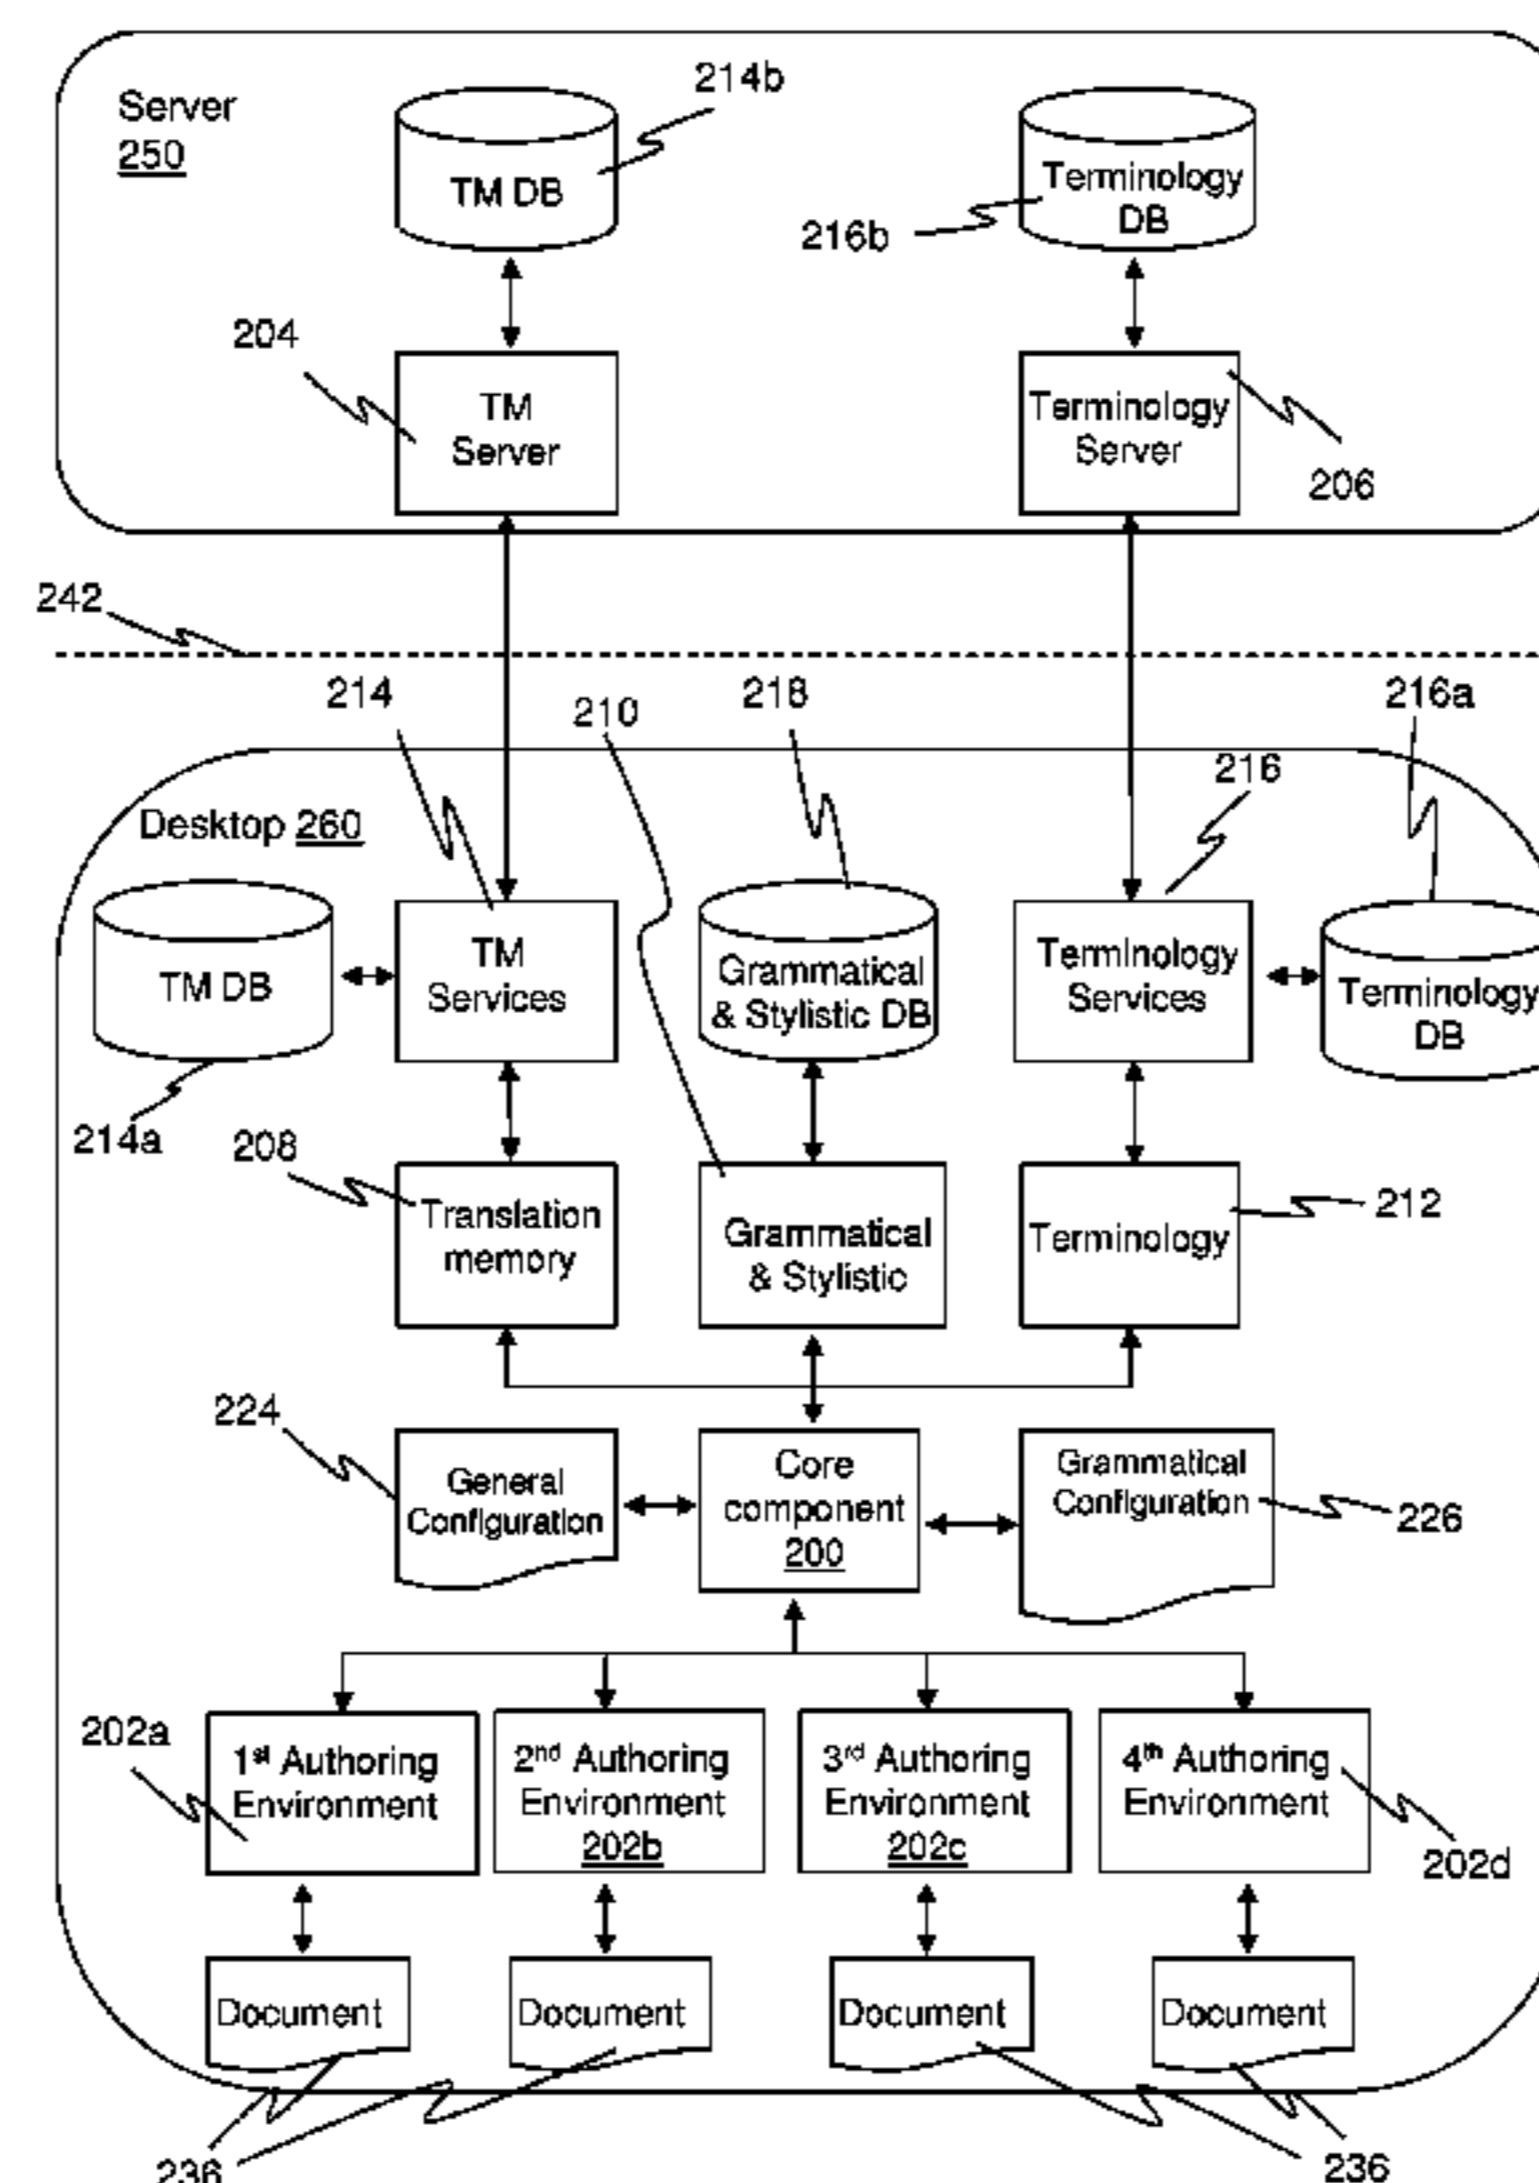 Server
250
214b
TM DB
Terminology
DB
216b
204
TM
Server
Terminology
Server
206
242
214
210
218
216a
216
Desktop 260
TM DB
TM
Services
Grammatical
& Stylistic DB
Terminology
Services
Terminology
DB
214a
208
Translation
memory
Grammatical
& Stylistic
Terminology
212
224
General
Configuration
Core
component
200
Grammatical
Configuration
226
202a
1st Authoring
Environment
2nd Authoring
Environment
202b
3rd Authoring
Environment
202c
4th Authoring
Environment
202d
Document
Document
Document
Document
236
236